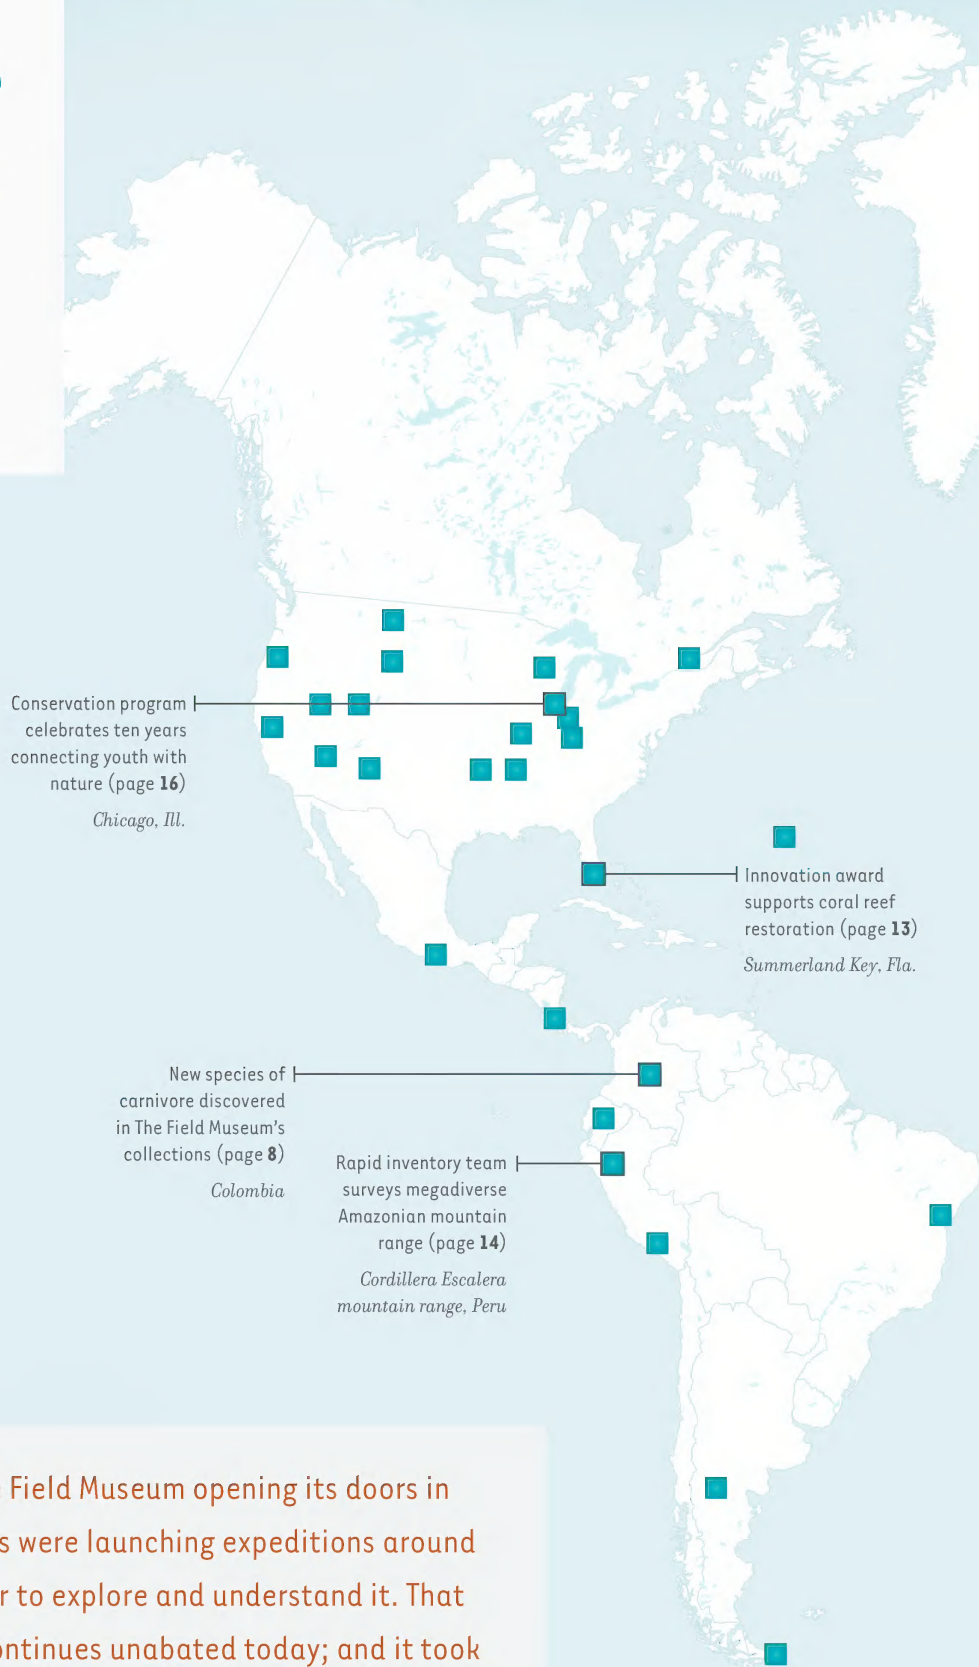 Conservation program
celebrates ten years
connecting youth with
nature (page 16)
Chicago, Ill.
Innovation award
supports coral reef
restoration (page 13)
Summerland Key, Fla.
New species of
carnivore discovered
in The Field Museum’s
collections (page 8)
Colombia
Rapid inventory team
surveys megadiverse
Amazonian mountain
range (page 14)
Cordillera Escalera
mountain range, Peru
Field Museum opening its doors in
s were launching expeditions around
r to explore and understand it. That
ontinues unabated today; and it took